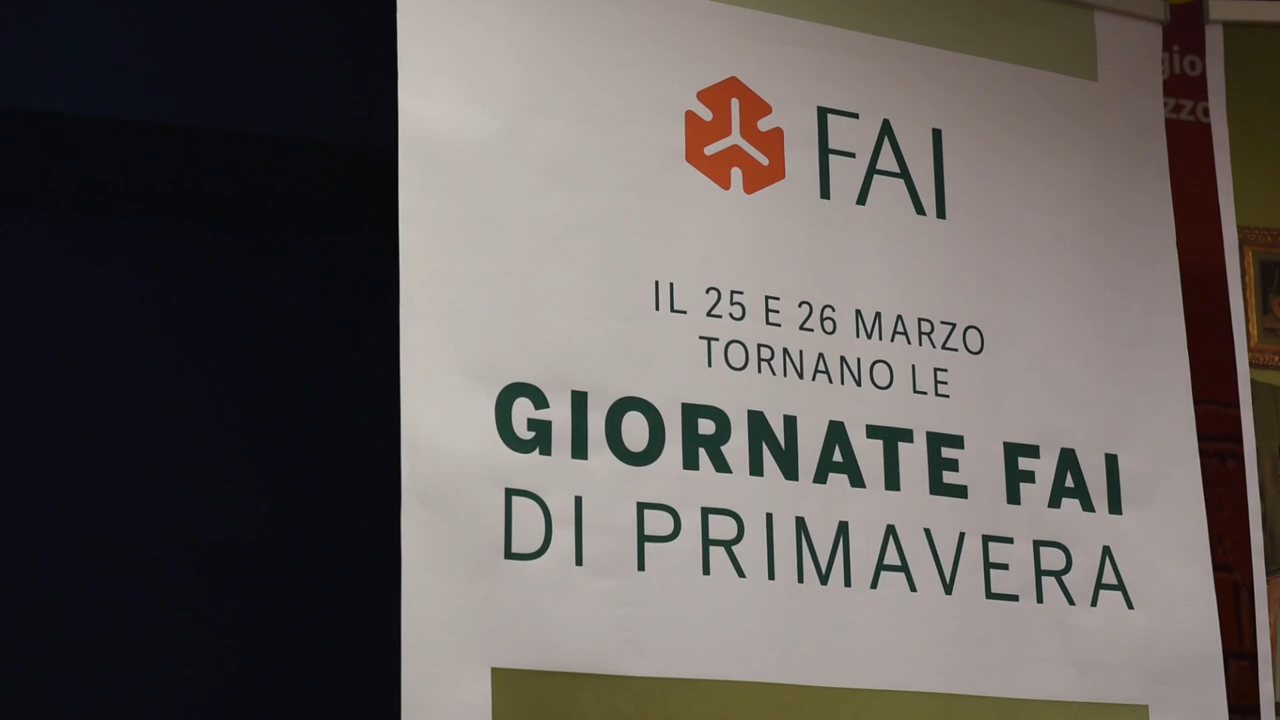 FAI
IL 25 E 26 MARZO
TORNANO LE
GIORNATE FAI
DI PRIMAVERA